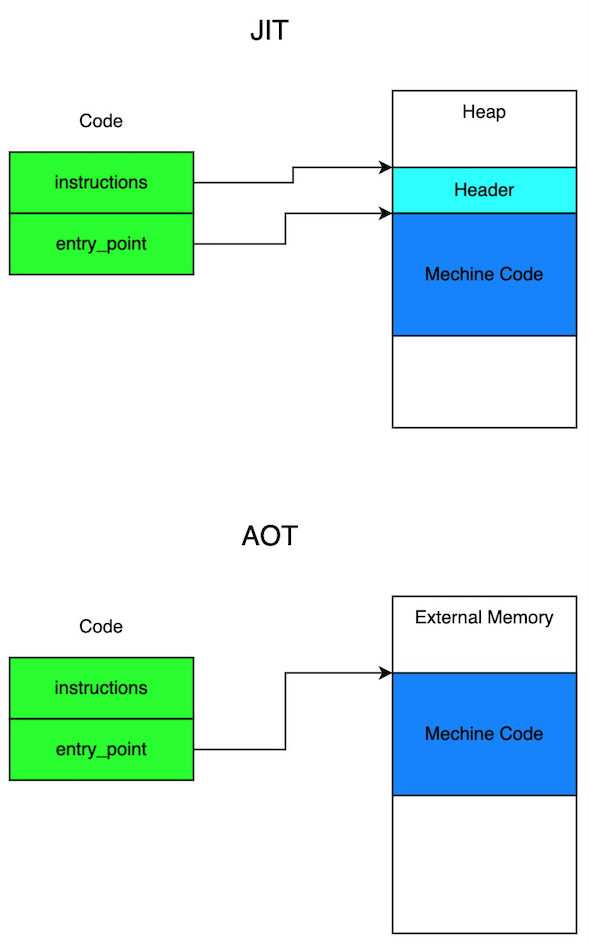 JIT
Code
Heap
instructions
Header
entry_point
Mechine Code
AOT
Code
External Memory
instructions
entry_point
Mechine Code